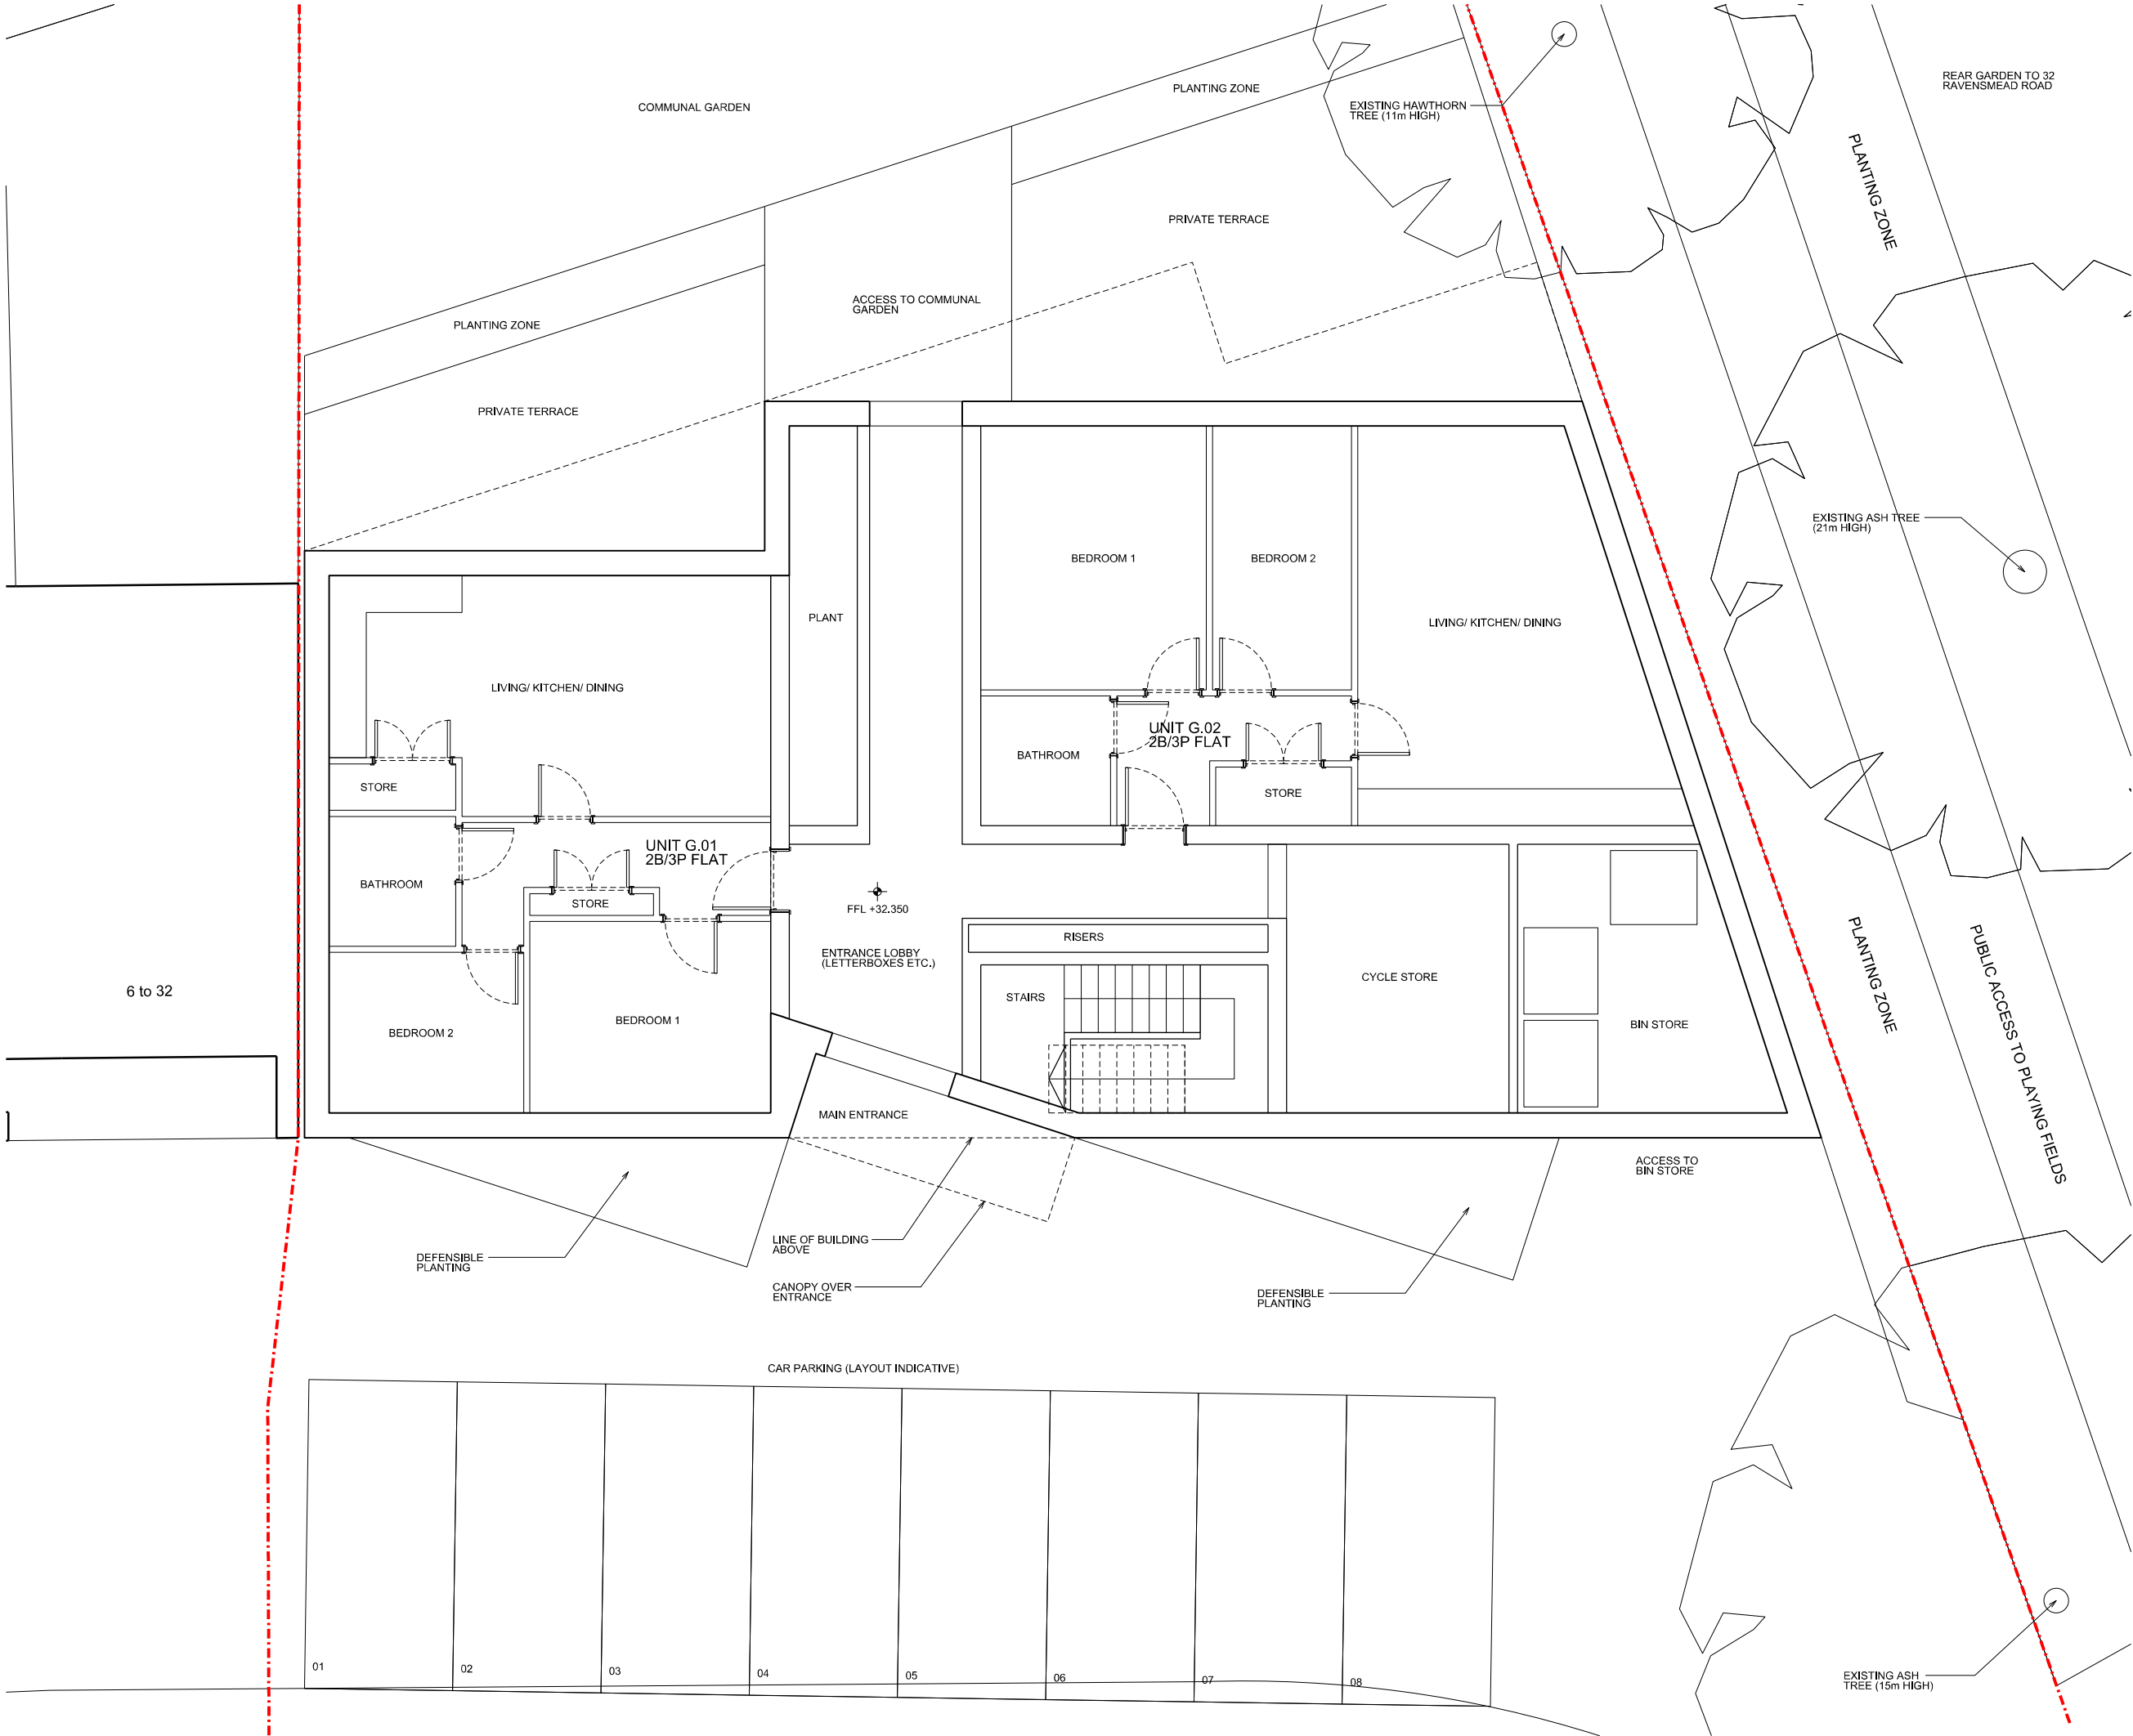 COMMUNAL GARDEN
PLANTING ZONE
EXISTING HAWTHORN
TREE (11m HIGH)
REAR GARDEN TO 32
RAVENSMEAD ROAD
PLANTING ZONE
PRIVATE TERRACE
ACCESS TO COMMUNAL
GARDEN
PLANTING ZONE
PRIVATE TERRACE
EXISTING ASH TREE
(21m HIGH)
BEDROOM 1
BEDROOM 2
PLANT
LIVING/ KITCHEN/ DINING
LIVING/ KITCHEN/ DINING
UNIT G.02
2B/3P FLAT
BATHROOM
STORE
STORE
UNIT G.01
2B/3P FLAT
BATHROOM
STORE
FFL +32.350
RISERS
ENTRANCE LOBBY
(LETTERBOXES ETC.)
CYCLE STORE
PLANTING ZONE
PUBLIC ACCESS TO PLAYING FIELDS
6 to 32
STAIRS
BEDROOM 1
BEDROOM 2
BIN STORE
MAIN ENTRANCE
ACCESS TO
BIN STORE
LINE OF BUILDING
ABOVE
DEFENSIBLE
PLANTING
CANOPY OVER
ENTRANCE
DEFENSIBLE
PLANTING
CAR PARKING (LAYOUT INDICATIVE)
01
02
03
04
05
06
07
08
EXISTING ASH
TREE (15m HIGH)